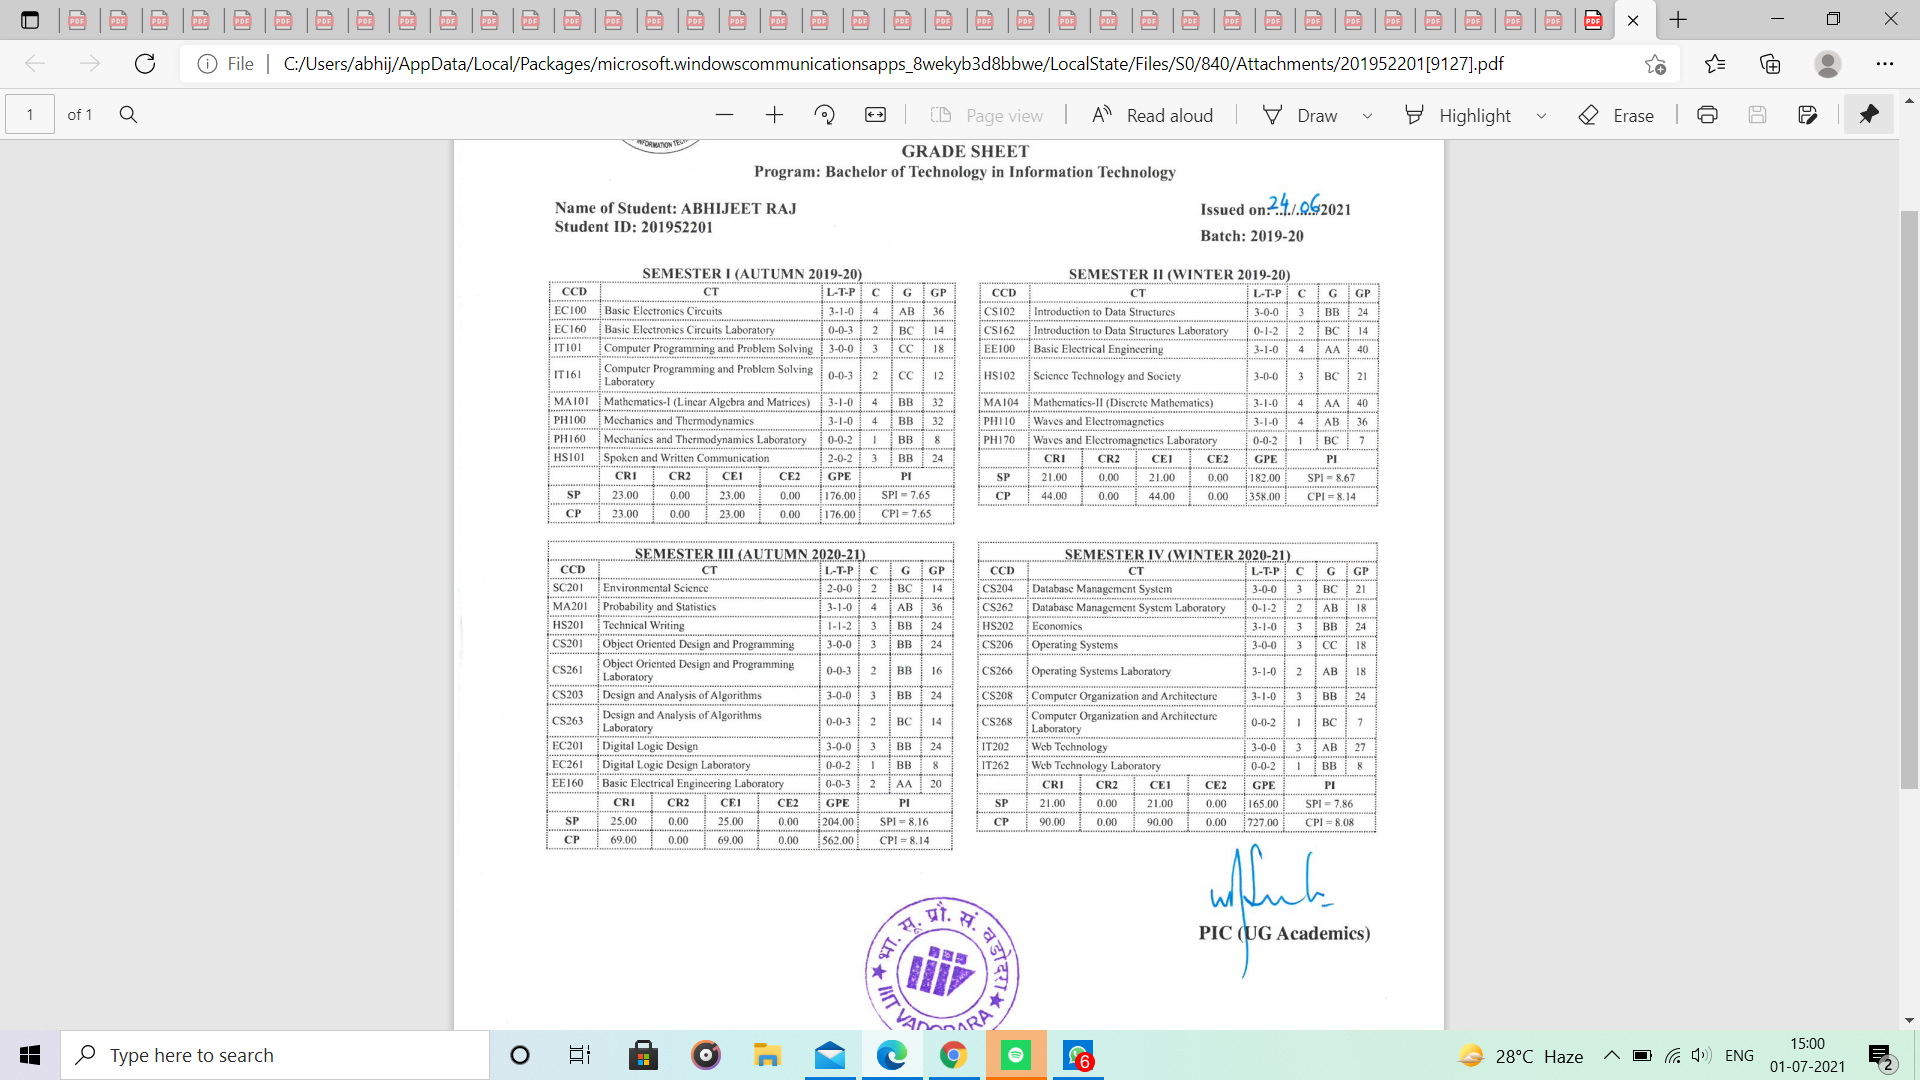 File C:/Users/abhij/AppData/Local/Packages/microsoft.windowscommunicationsapps_8wekyb3d8bbwe/LocalState/Files/S0/840/Attachments/201952201[9127].pdf
1 of 1 Page view Read aloud Draw Highlight Erase
INFORMATION TECH
GRADE SHEET
Program: Bachelor of Technology in Information Technology
Name of Student: ABHIJEET RAJ
Student ID: 201952201
Issued on: 24/06/2021
Batch: 2019-20
SEMESTER I (AUTUMN 2019-20)
CCD CT L-T-P C G GP
EC100 Basic Electronics Circuits 3-1-0 4 AB 36
EC160 Basic Electronics Circuits Laboratory 0-0-3 2 BC 14
IT101 Computer Programming and Problem Solving 3-0-0 3 CC 18
IT161 Computer Programming and Problem Solving
Laboratory 0-0-3 2 CC 12
MA101 Mathematics-I (Linear Algebra and Matrices) 3-1-0 4 BB 32
PH100 Mechanics and Thermodynamics 3-1-0 4 BB 32
PH160 Mechanics and Thermodynamics Laboratory 0-0-2 1 BB 8
HS101 Spoken and Written Communication 2-0-2 3 BB 24
CR1 CR2 CE1 CE2 GPE PI
SP 23.00 0.00 23.00 0.00 176.00 SPI = 7.65
CP 23.00 0.00 23.00 0.00 176.00 CPI = 7.65
SEMESTER II (WINTER 2019-20)
CCD CT L-T-P C G GP
CS102 Introduction to Data Structures 3-0-0 3 BB 24
CS162 Introduction to Data Structures Laboratory 0-1-2 2 BC 14
EE100 Basic Electrical Engineering 3-1-0 4 AA 40
HS102 Science Technology and Society 3-0-0 3 BC 21
MA104 Mathematics-II (Discrete Mathematics) 3-1-0 4 AA 40
PH110 Waves and Electromagnetics 3-1-0 4 AB 36
PH170 Waves and Electromagnetics Laboratory 0-0-2 1 BC 7
CR1 CR2 CE1 CE2 GPE PI
SP 21.00 0.00 21.00 0.00 182.00 SPI = 8.67
CP 44.00 0.00 44.00 0.00 358.00 CPI = 8.14
SEMESTER III (AUTUMN 2020-21)
CCD CT L-T-P C G GP
SC201 Environmental Science 2-0-0 2 BC 14
MA201 Probability and Statistics 3-1-0 4 AB 36
HS201 Technical Writing 1-1-2 3 BB 24
CS201 Object Oriented Design and Programming 3-0-0 3 BB 24
CS261 Object Oriented Design and Programming
Laboratory 0-0-3 2 BB 16
CS203 Design and Analysis of Algorithms 3-0-0 3 BB 24
CS263 Design and Analysis of Algorithms
Laboratory 0-0-3 2 BC 14
EC201 Digital Logic Design 3-0-0 3 BB 24
EC261 Digital Logic Design Laboratory 0-0-2 1 BB 8
EE160 Basic Electrical Engineering Laboratory 0-0-3 2 AA 20
CR1 CR2 CE1 CE2 GPE PI
SP 25.00 0.00 25.00 0.00 204.00 SPI = 8.16
CP 69.00 0.00 69.00 0.00 562.00 CPI = 8.14
SEMESTER IV (WINTER 2020-21)
CCD CT L-T-P C G GP
CS204 Database Management System 3-0-0 3 BC 21
CS262 Database Management System Laboratory 0-1-2 2 AB 18
HS202 Economics 3-1-0 3 BB 24
CS206 Operating Systems 3-0-0 3 CC 18
CS266 Operating Systems Laboratory 3-1-0 2 AB 18
CS208 Computer Organization and Architecture 3-1-0 3 BB 24
CS268 Computer Organization and Architecture
Laboratory 0-0-2 1 BC 7
IT202 Web Technology 3-0-0 3 AB 27
IT262 Web Technology Laboratory 0-0-2 1 BB 8
CR1 CR2 CE1 CE2 GPE PI
SP 21.00 0.00 21.00 0.00 165.00 SPI = 7.86
CP 90.00 0.00 90.00 0.00 727.00 CPI = 8.08
PIC (UG Academics)
भा. सू. प्रौ. सं. वडोदरा
IIIT VADODARA
Type here to search
6
28°C Haze ENG
15:00
01-07-2021
2